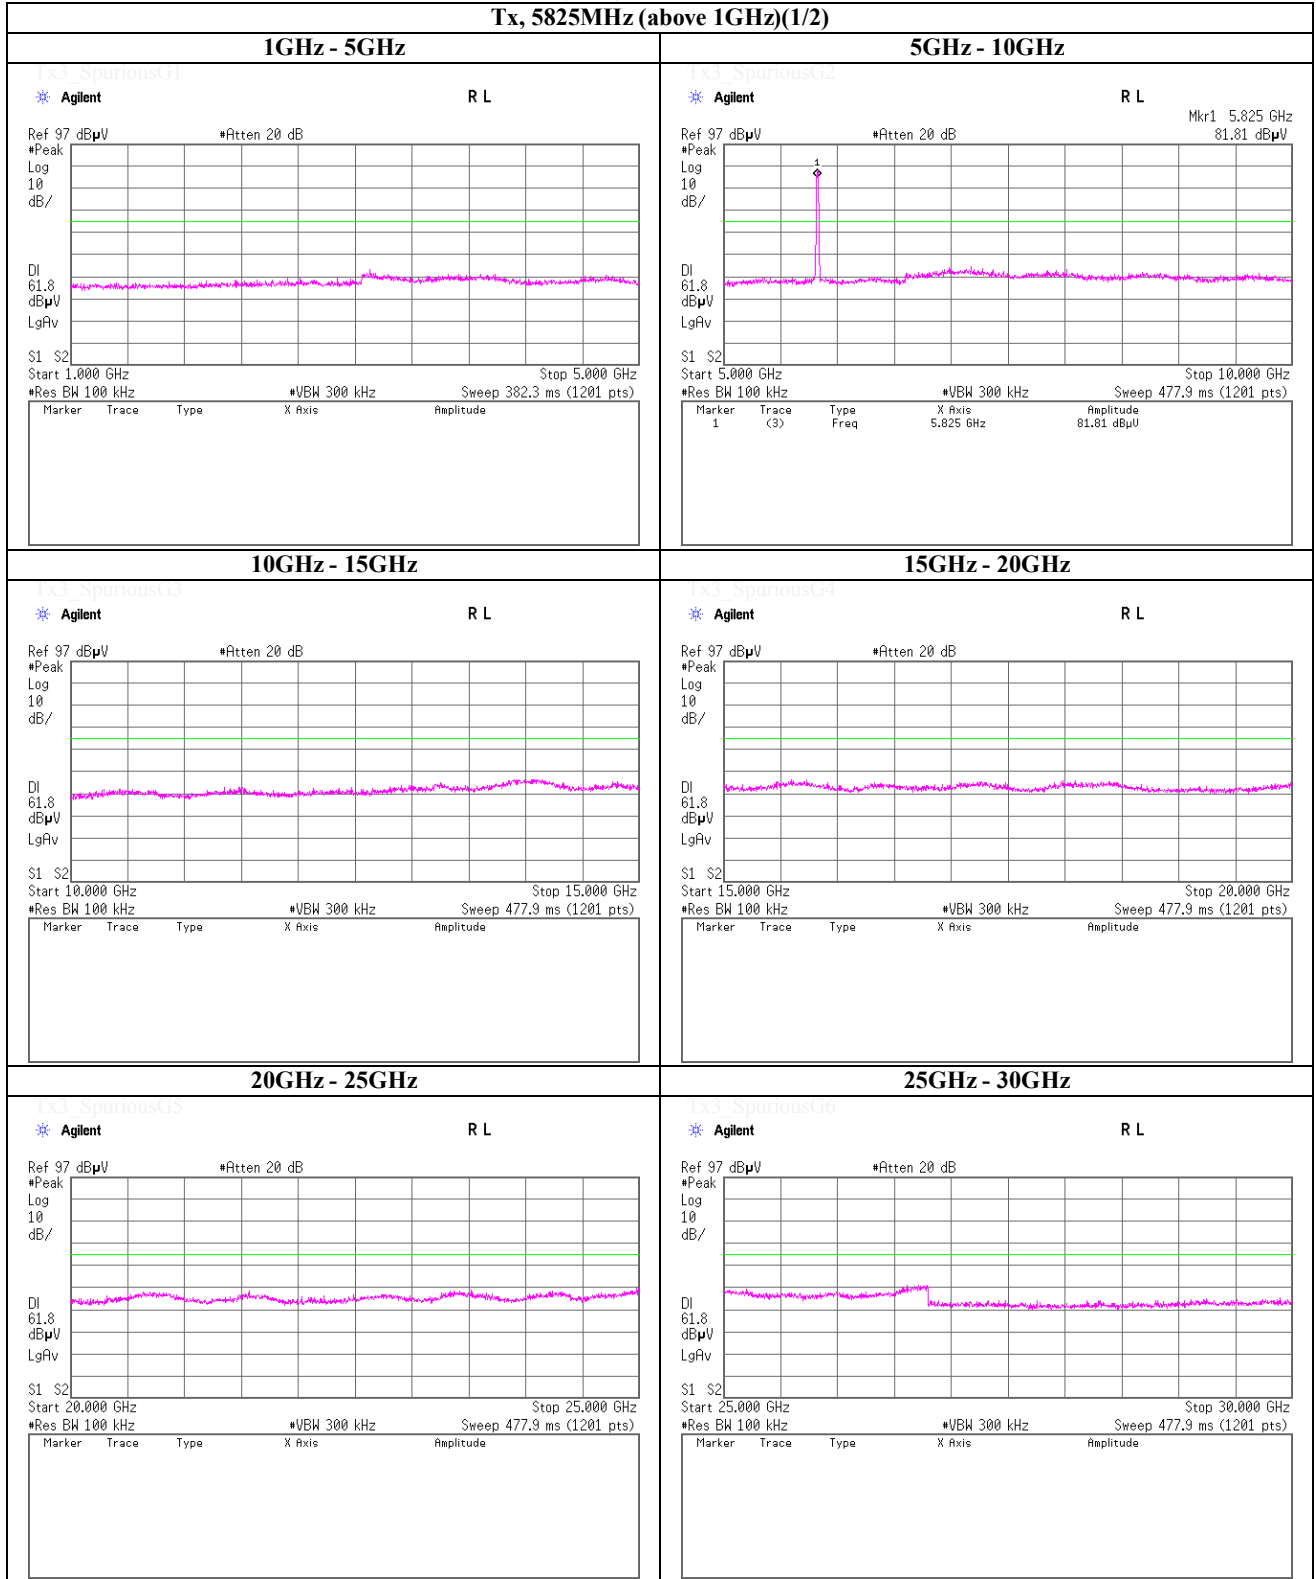 Tx, 5825MHz (above 1GHz)(1/2)
1GHz - 5GHz
Tx3_SpuriousG1
Agilent
R L
Ref 97 dBµV #Atten 20 dB
#Peak
Log
10
dB/
DI
61.8
dBµV
LgAv
S1 S2
Start 1.000 GHz Stop 5.000 GHz
#Res BW 100 kHz #VBW 300 kHz Sweep 382.3 ms (1201 pts)
Marker Trace Type X Axis Amplitude
5GHz - 10GHz
Tx3_SpuriousG2
Agilent
R L
Mkr1 5.825 GHz
Ref 97 dBµV #Atten 20 dB 81.81 dBµV
#Peak
Log
10
dB/
1
DI
61.8
dBµV
LgAv
S1 S2
Start 5.000 GHz Stop 10.000 GHz
#Res BW 100 kHz #VBW 300 kHz Sweep 477.9 ms (1201 pts)
Marker Trace Type X Axis Amplitude
1 (3) Freq 5.825 GHz 81.81 dBµV
10GHz - 15GHz
Tx3_SpuriousG3
Agilent
R L
Ref 97 dBµV #Atten 20 dB
#Peak
Log
10
dB/
DI
61.8
dBµV
LgAv
S1 S2
Start 10.000 GHz Stop 15.000 GHz
#Res BW 100 kHz #VBW 300 kHz Sweep 477.9 ms (1201 pts)
Marker Trace Type X Axis Amplitude
15GHz - 20GHz
Tx3_SpuriousG4
Agilent
R L
Ref 97 dBµV #Atten 20 dB
#Peak
Log
10
dB/
DI
61.8
dBµV
LgAv
S1 S2
Start 15.000 GHz Stop 20.000 GHz
#Res BW 100 kHz #VBW 300 kHz Sweep 477.9 ms (1201 pts)
Marker Trace Type X Axis Amplitude
20GHz - 25GHz
Tx3_SpuriousG5
Agilent
R L
Ref 97 dBµV #Atten 20 dB
#Peak
Log
10
dB/
DI
61.8
dBµV
LgAv
S1 S2
Start 20.000 GHz Stop 25.000 GHz
#Res BW 100 kHz #VBW 300 kHz Sweep 477.9 ms (1201 pts)
Marker Trace Type X Axis Amplitude
25GHz - 30GHz
Tx3_SpuriousG6
Agilent
R L
Ref 97 dBµV #Atten 20 dB
#Peak
Log
10
dB/
DI
61.8
dBµV
LgAv
S1 S2
Start 25.000 GHz Stop 30.000 GHz
#Res BW 100 kHz #VBW 300 kHz Sweep 477.9 ms (1201 pts)
Marker Trace Type X Axis Amplitude